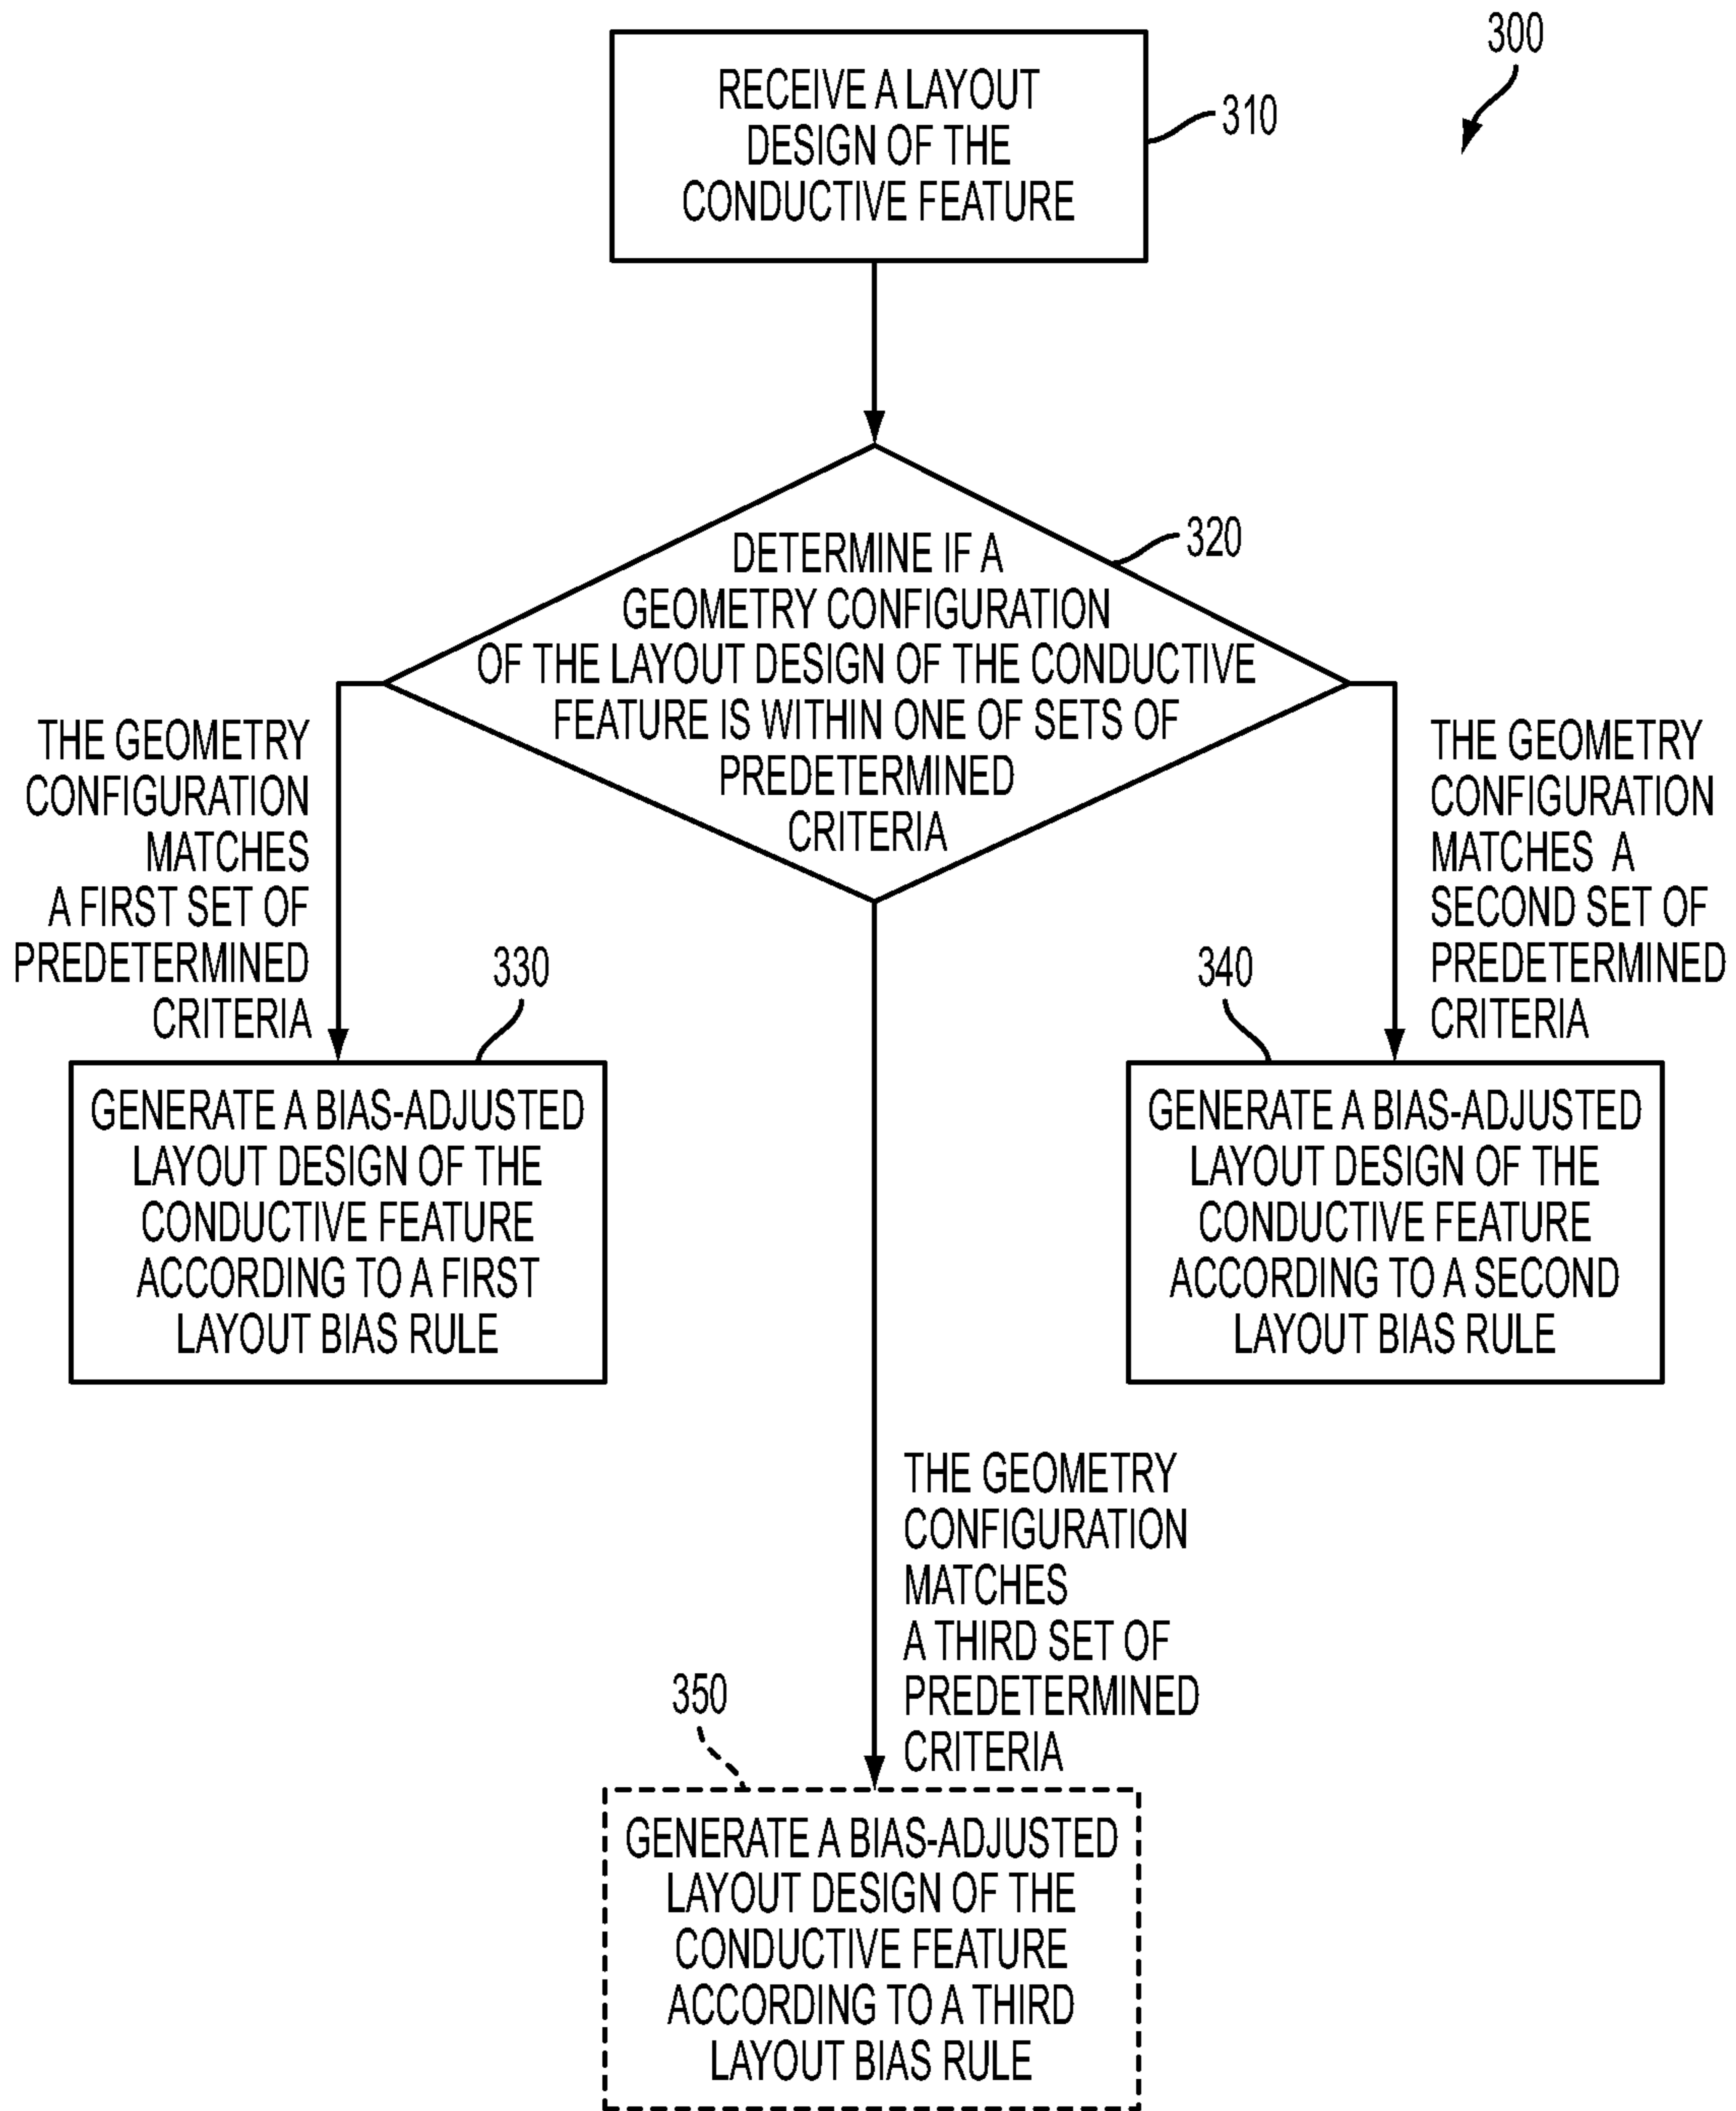 300
RECEIVE A LAYOUT
DESIGN OF THE
CONDUCTIVE FEATURE
310
DETERMINE IF A
GEOMETRY CONFIGURATION
OF THE LAYOUT DESIGN OF THE CONDUCTIVE
FEATURE IS WITHIN ONE OF SETS OF
PREDETERMINED
CRITERIA
320
THE GEOMETRY
CONFIGURATION
MATCHES
A FIRST SET OF
PREDETERMINED
CRITERIA
THE GEOMETRY
CONFIGURATION
MATCHES A
SECOND SET OF
PREDETERMINED
CRITERIA
330
GENERATE A BIAS-ADJUSTED
LAYOUT DESIGN OF THE
CONDUCTIVE FEATURE
ACCORDING TO A FIRST
LAYOUT BIAS RULE
340
GENERATE A BIAS-ADJUSTED
LAYOUT DESIGN OF THE
CONDUCTIVE FEATURE
ACCORDING TO A SECOND
LAYOUT BIAS RULE
THE GEOMETRY
CONFIGURATION
MATCHES
A THIRD SET OF
PREDETERMINED
CRITERIA
350
GENERATE A BIAS-ADJUSTED
LAYOUT DESIGN OF THE
CONDUCTIVE FEATURE
ACCORDING TO A THIRD
LAYOUT BIAS RULE